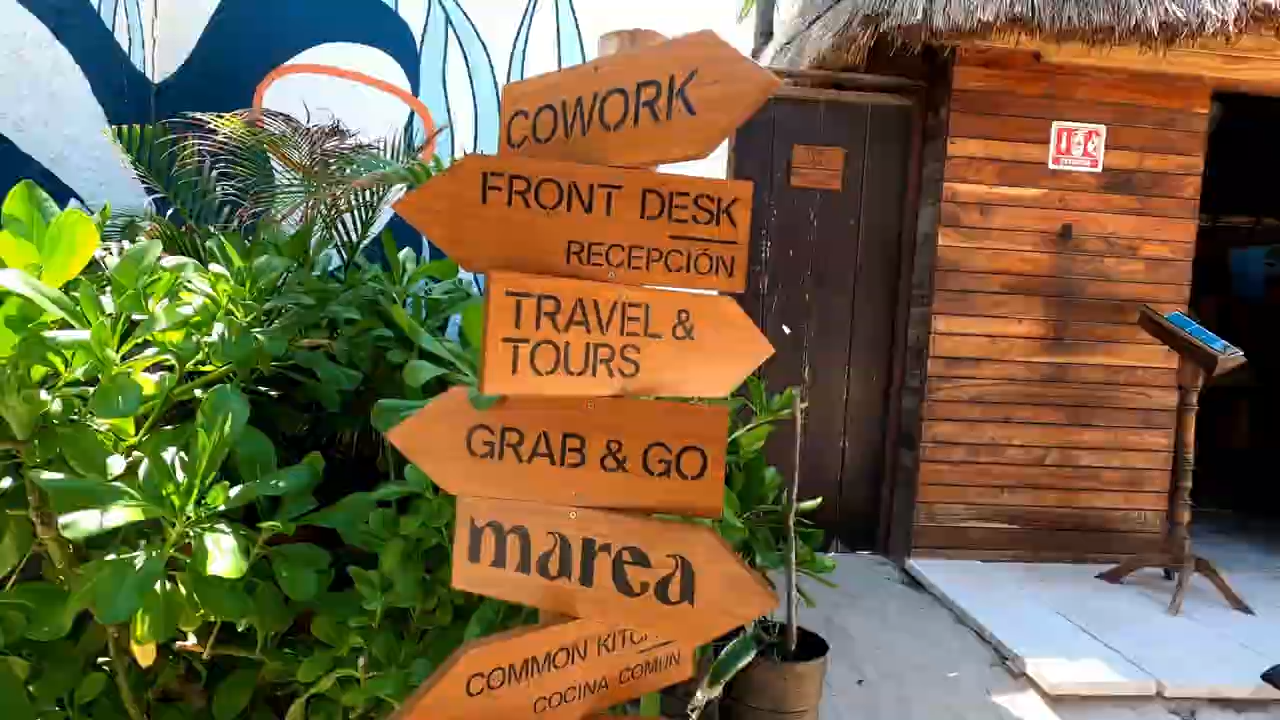 COWORK
FRONT DESK
RECEPCIÓN
TRAVEL &
TOURS
GRAB & GO
marea
COMMON
COCINA COMÚN